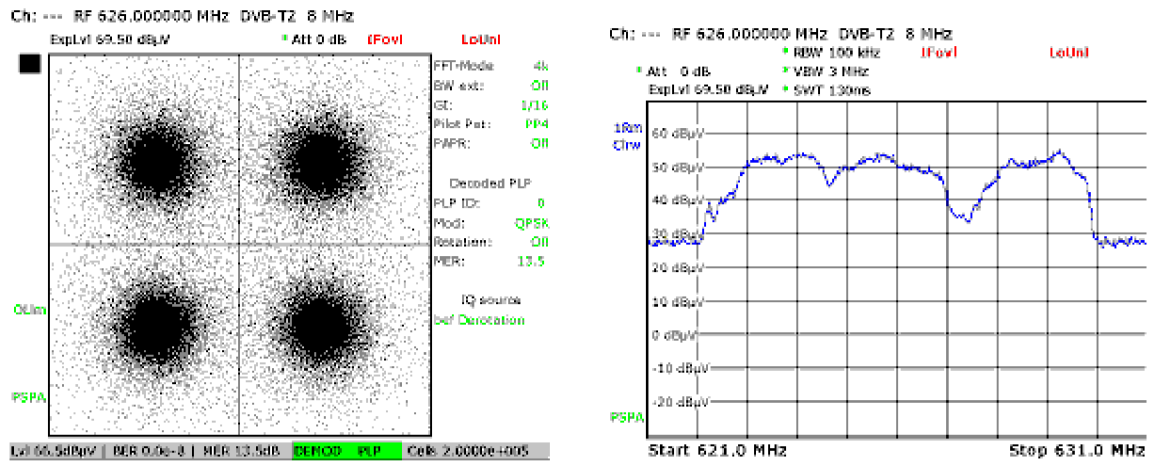 Ch: --- RF 626.000000 MHz DVB-T2 8 MHz
ExpLvl 69.50 dBµV * Att 0 dB [Fov] LoUnl
FFT-Mode 4k
BW ext: Off
GI: 1/16
Pilot Pat: PP4
PAPR: Off
Decoded PLP
PLP ID: 0
Mod: QPSK
Rotation: Off
MER: 13.5
IQ source
bef Derotation
OLim
PSPA
Lvl 66.5dBµV | BER 0.0e-8 | MER 13.5dB DEMOD PLP Cells 2.0000e+005
Ch: --- RF 626.000000 MHz DVB-T2 8 MHz
* RBW 100 kHz [Fov] LoUnl
* Att 0 dB * VBW 3 MHz
ExpLvl 69.50 dBµV * SWT 130ms
1Rm
Clrw
60 dBµV
50 dBµV
40 dBµV
30 dBµV
20 dBµV
10 dBµV
0 dBµV
-10 dBµV
-20 dBµV
PSPA
Start 621.0 MHz Stop 631.0 MHz